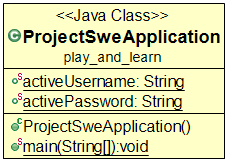 <<Java Class>>
ProjectSweApplication
play_and_learn
activeUsername: String
activePassword: String
ProjectSweApplication()
main(String[]):void